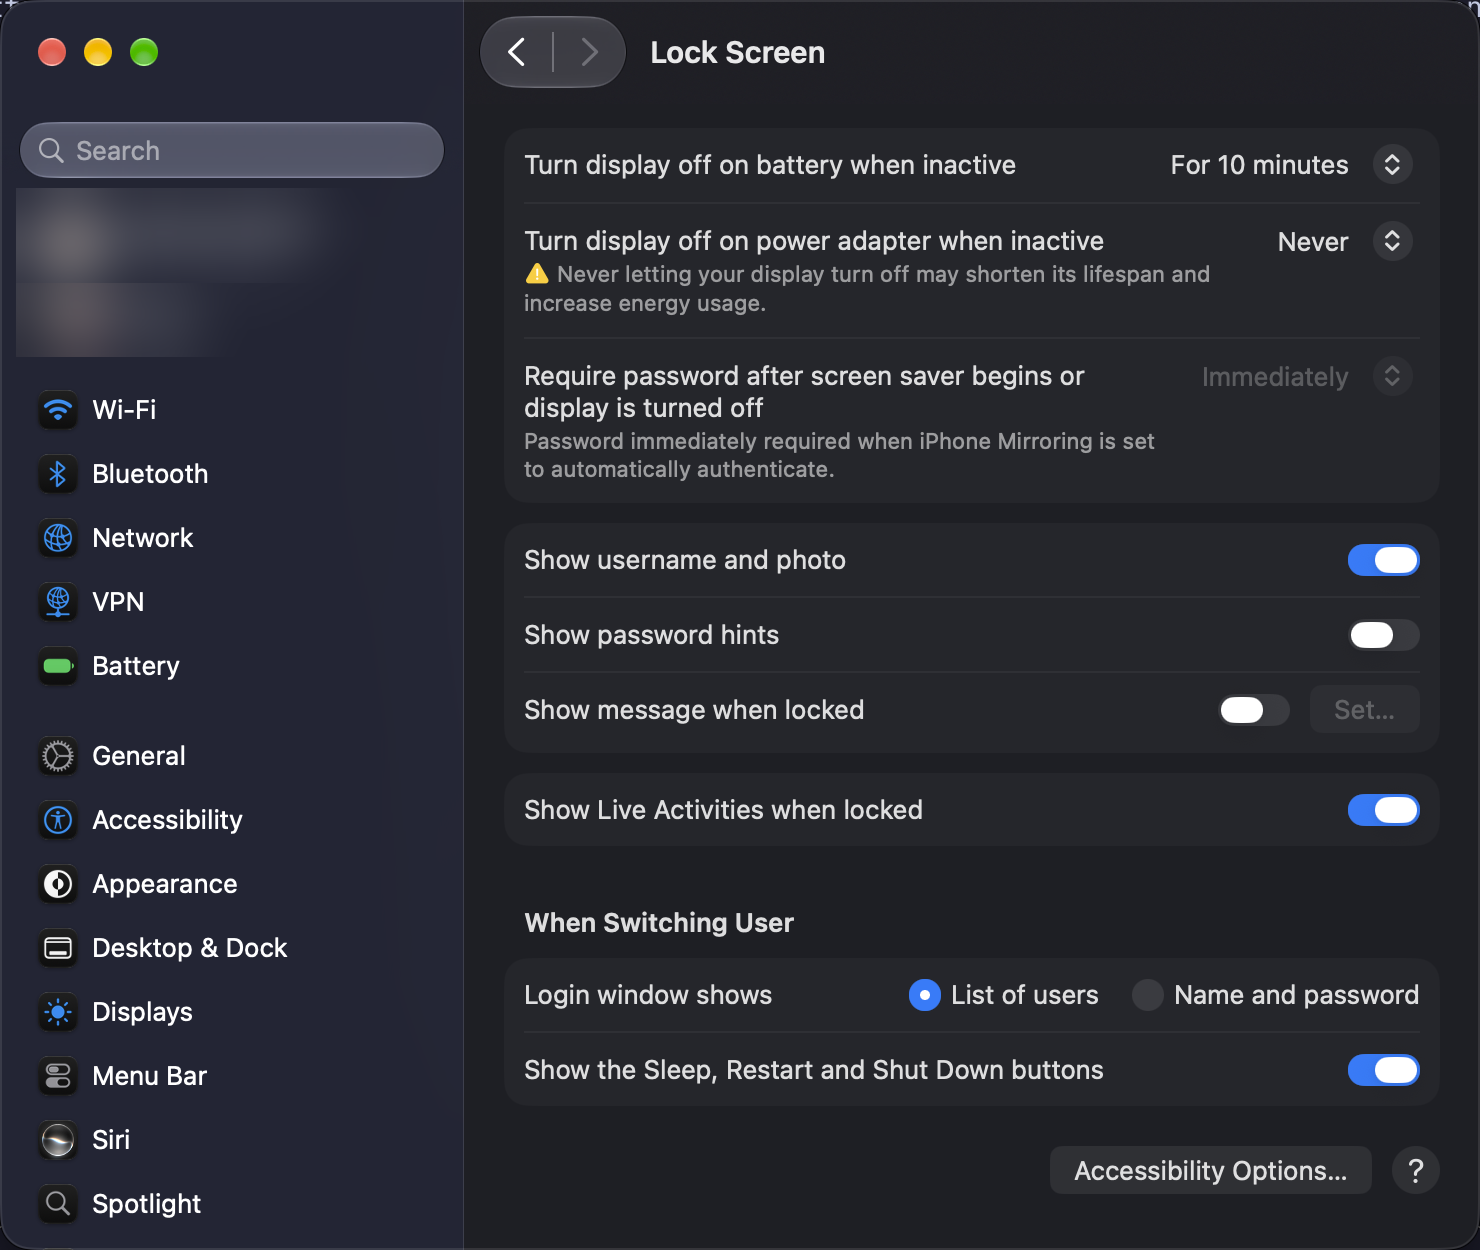 Lock Screen
Search
Wi-Fi
Bluetooth
Network
VPN
Battery
General
Accessibility
Appearance
Desktop & Dock
Displays
Menu Bar
Siri
Spotlight
Turn display off on battery when inactive For 10 minutes
Turn display off on power adapter when inactive Never
⚠️ Never letting your display turn off may shorten its lifespan and
increase energy usage.
Require password after screen saver begins or Immediately
display is turned off
Password immediately required when iPhone Mirroring is set
to automatically authenticate.
Show username and photo
Show password hints
Show message when locked Set...
Show Live Activities when locked
When Switching User
Login window shows List of users Name and password
Show the Sleep, Restart and Shut Down buttons
Accessibility Options... ?